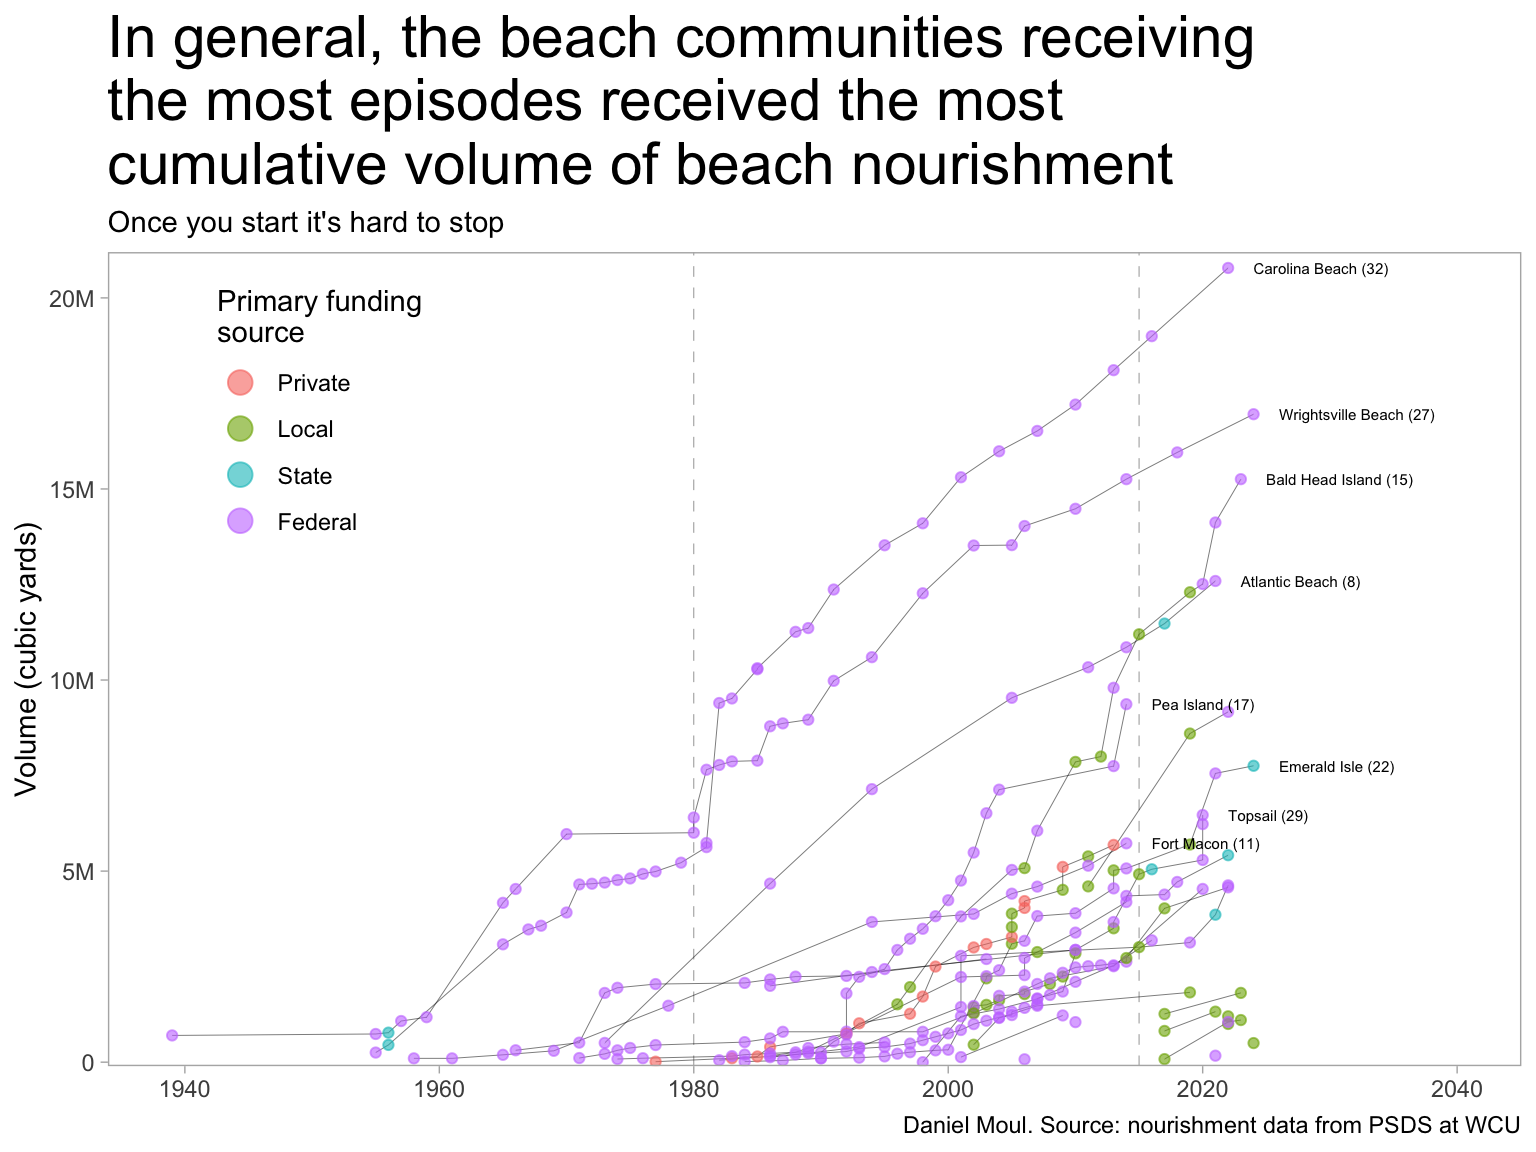 In general, the beach communities receiving
the most episodes received the most
cumulative volume of beach nourishment
Once you start it's hard to stop
Primary funding
source
Private
Local
State
Federal
Carolina Beach (32)
Wrightsville Beach (27)
Bald Head Island (15)
Atlantic Beach (8)
Pea Island (17)
Emerald Isle (22)
Topsail (29)
Fort Macon (11)
Volume (cubic yards)
20M
15M
10M
5M
0
1940
1960
1980
2000
2020
2040
Daniel Moul. Source: nourishment data from PSDS at WCU